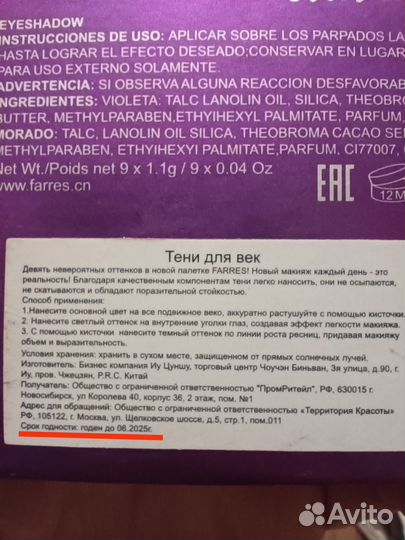 EYESHADOW
INSTRUCCIONES DE USO: APLICAR SOBRE LOS PARPADOS LA
HASTA LOGRAR EL EFECTO DESEADO;CONSERVAR EN LUGAR
PARA USO EXTERNO SOLAMENTE.
ADVERTENCIA: SI OBSERVA ALGUNA REACCION DESFAVORAB
INGREDIENTES: VIOLETA: TALC LANOLIN OIL, SILICA, THEOBROM
BUTTER, METHYLPARABEN,ETHYIHEXYI PALMITATE, PARFUM,
MORADO: TALC, LANOLIN OIL SILICA, THEOBROMA CACAO SE
METHYLPARABEN, ETHYIHEXYI PALMITATE,PARFUM, CI77007,
Net Wt./Poids net 9 x 1.1g / 9 x 0.04 Oz
www.farres.cn
EAC
12M
Тени для век
Девять невероятных оттенков в новой палетке FARRES! Новый макияж каждый день - это
реальность! Благодаря качественным компонентам тени легко наносить, они не осыпаются,
не скатываются и обладают поразительной стойкостью.
Способ применения:
1.Нанесите основной цвет на все подвижное веко, аккуратно растушуйте с помощью кисточки.
2. Нанесите светлый оттенок на внутренние уголки глаз, создавая эффект легкости макияжа.
3. С помощью кисточки нанесите темный оттенок по линии роста ресниц, придавая макияжу
объем и выразительность.
Условия хранения: хранить в сухом месте, защищенном от прямых солнечных лучей.
Изготовитель: Бизнес компания Иу Цуншу, торговый центр Чоучэн Биньван, 3я улица, д.90, г.
Иу, пров. Чжецзян, P.R.C. Китай
Получатель: Общество с ограниченной ответственностью "ПромРитейл", РФ, 630015 г.
Новосибирск, ул Королева 40, корпус 36, 2 этаж, пом. №1
Адрес для обращений: Общество с ограниченной ответственностью «Территория Красоты»
РФ, 105122, г. Москва, ул. Щелковское шоссе, д.5, стр.1, пом.011
Срок годности: годен до 06.2025г.
Avito